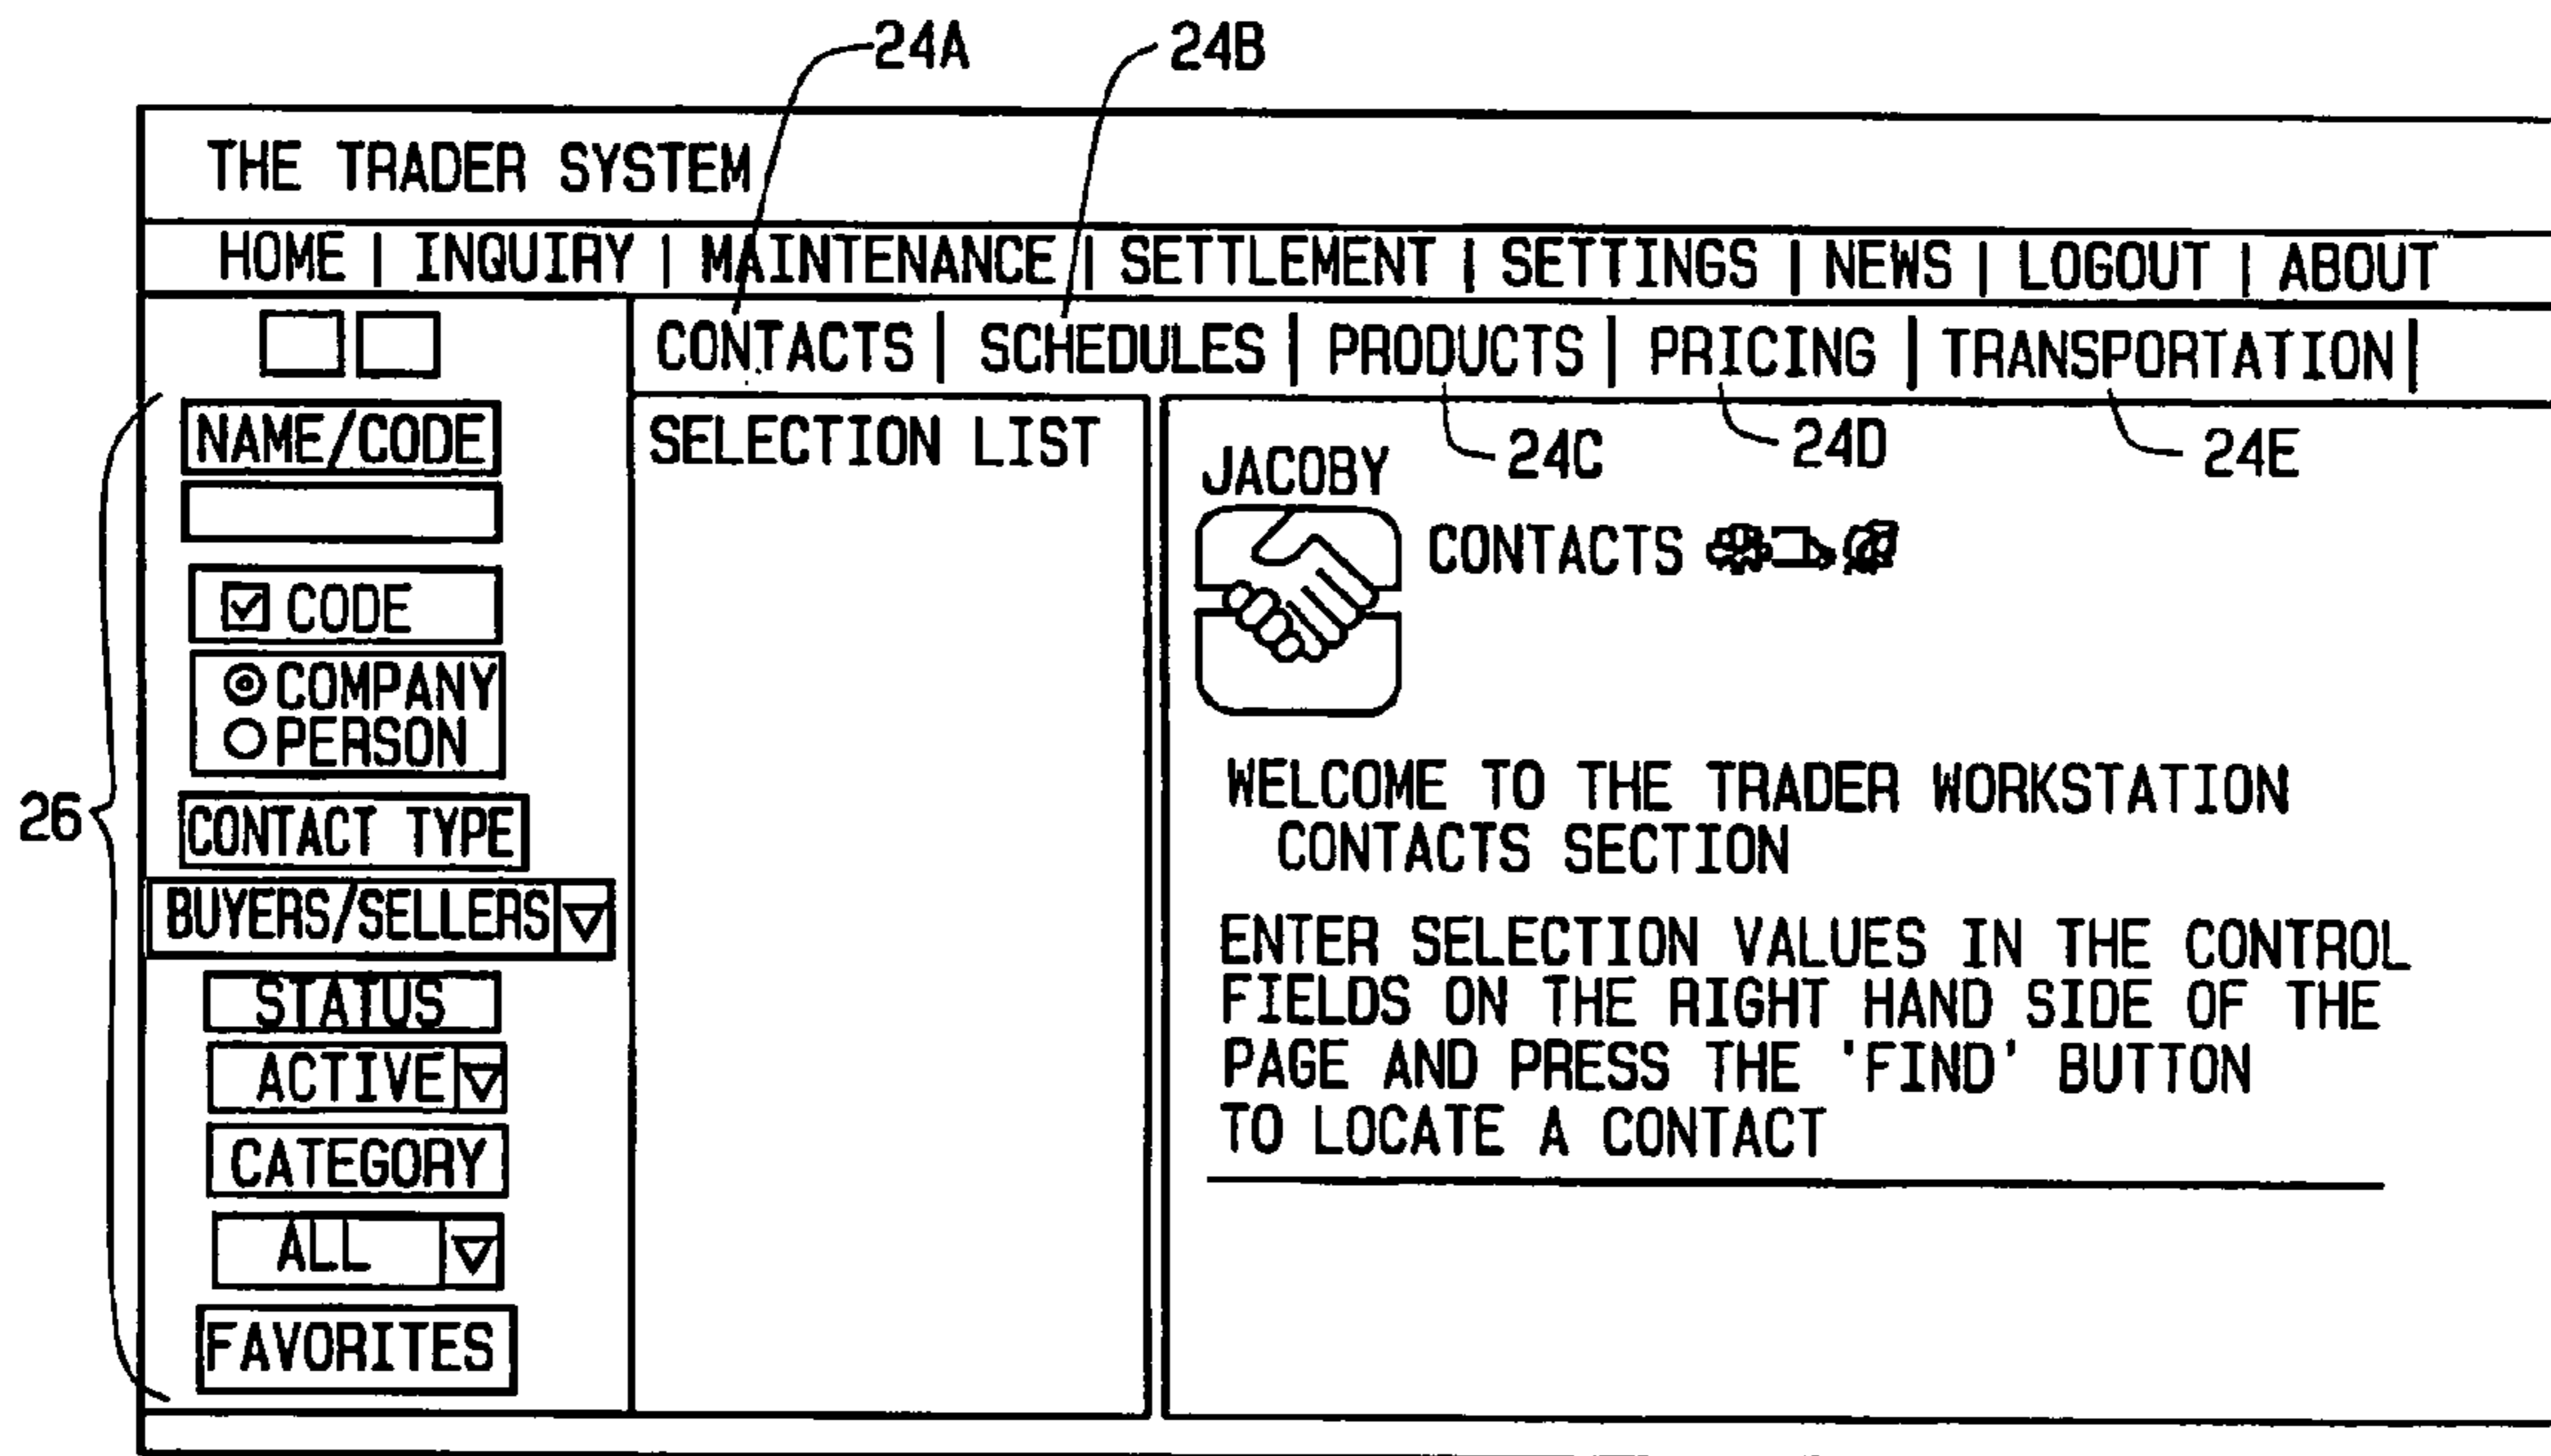 24A 24B
THE TRADER SYSTEM
HOME | INQUIRY | MAINTENANCE | SETTLEMENT | SETTINGS | NEWS | LOGOUT | ABOUT
CONTACTS | SCHEDULES | PRODUCTS | PRICING | TRANSPORTATION |
24C 24D 24E
26
NAME/CODE
CODE
COMPANY
PERSON
CONTACT TYPE
BUYERS/SELLERS
STATUS
ACTIVE
CATEGORY
ALL
FAVORITES
SELECTION LIST
JACOBY
CONTACTS
WELCOME TO THE TRADER WORKSTATION
CONTACTS SECTION
ENTER SELECTION VALUES IN THE CONTROL
FIELDS ON THE RIGHT HAND SIDE OF THE
PAGE AND PRESS THE 'FIND' BUTTON
TO LOCATE A CONTACT